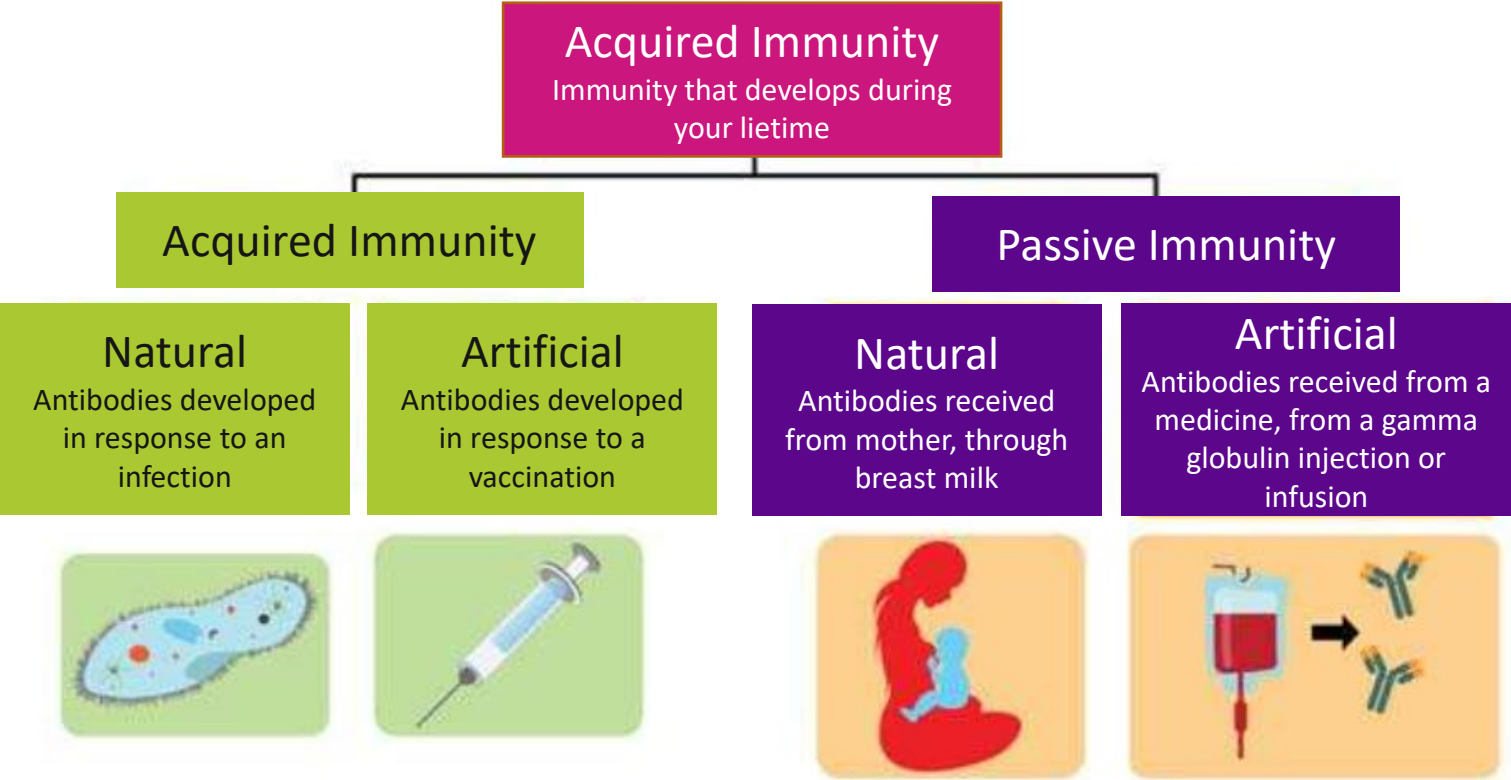 Acquired Immunity
Immunity that develops during
your lietime
Acquired Immunity
Passive Immunity
Natural
Antibodies developed
in response to an
infection
Artificial
Antibodies developed
in response to a
vaccination
Natural
Antibodies received
from mother, through
breast milk
Artificial
Antibodies received from a
medicine, from a gamma
globulin injection or
infusion